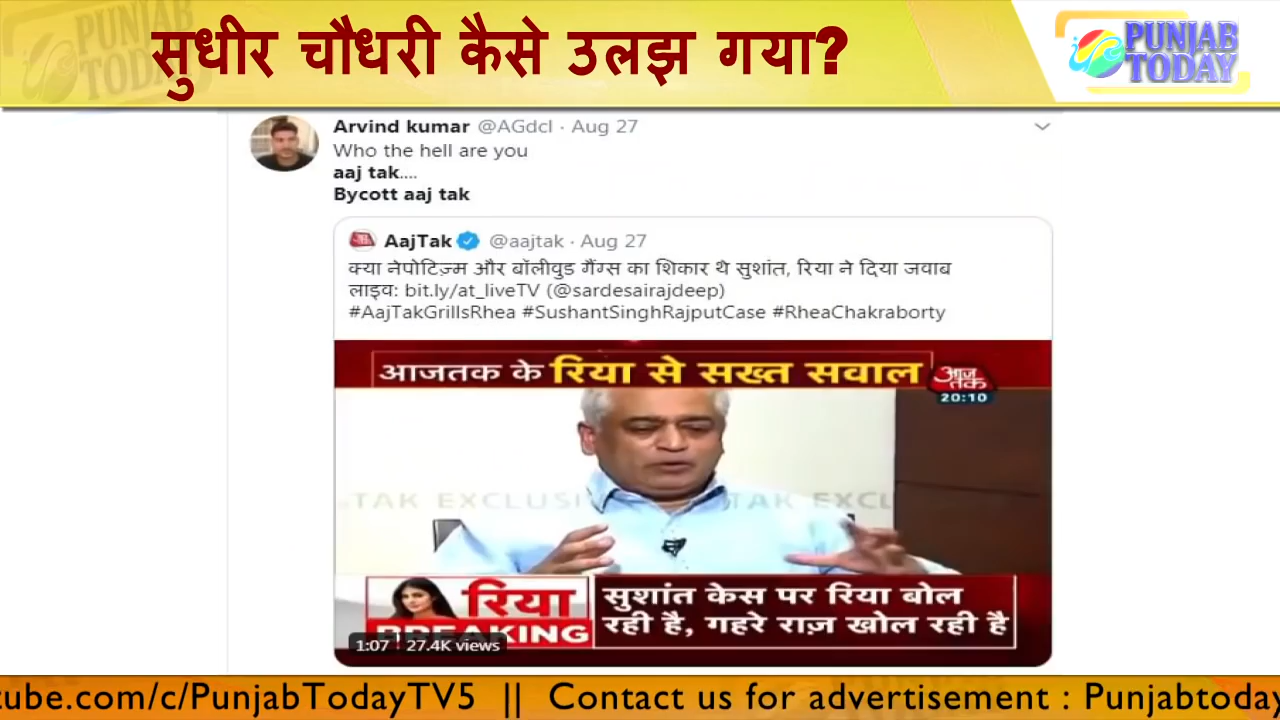 सुधीर चौधरी कैसे उलझ गया?
PUNJAB
TODAY
PUNJAB
TODAY
Arvind kumar @AGdcl · Aug 27
Who the hell are you
aaj tak....
Bycott aaj tak
AajTak @aajtak · Aug 27
क्या नेपोटिज़्म और बॉलीवुड गैंग्स का शिकार थे सुशांत, रिया ने दिया जवाब
लाइव: bit.ly/at_liveTV (@sardesairajdeep)
#AajTakGrillsRhea #SushantSinghRajputCase #RheaChakraborty
आजतक के रिया से सख्त सवाल
आज
तक
20:10
TAK EXCLUSI TAK EXCL
रिया
BREAKING
सुशांत केस पर रिया बोल
रही है, गहरे राज़ खोल रही है
1:07 27.4K views
tube.com/c/PunjabTodayTV5 || Contact us for advertisement : Punjabtoday